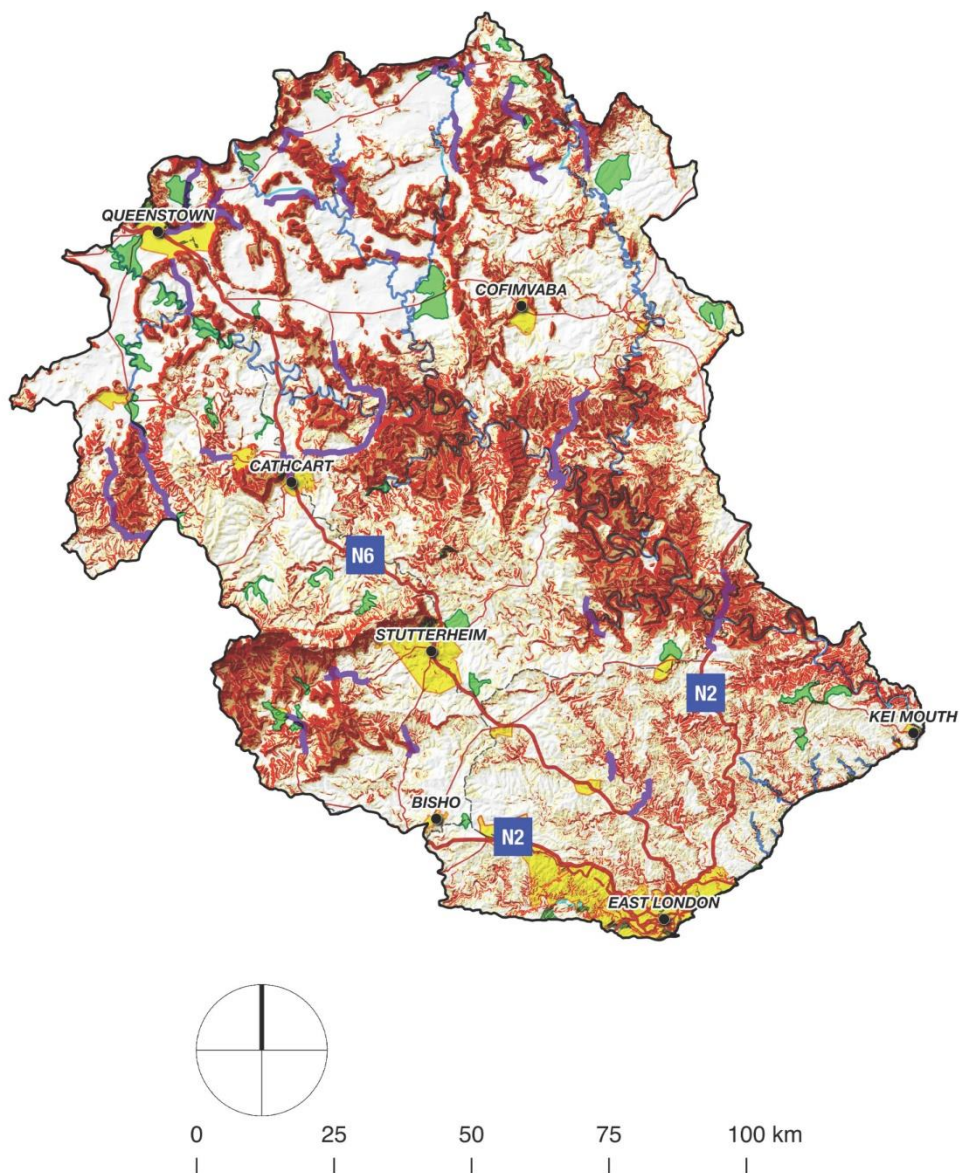 QUEENSTOWN
COFIMVABA
CATHCART
N6
STUTTERHEIM
N2
KEI MOUTH
BISHO
N2
EAST LONDON
0 25 50 75 100 km